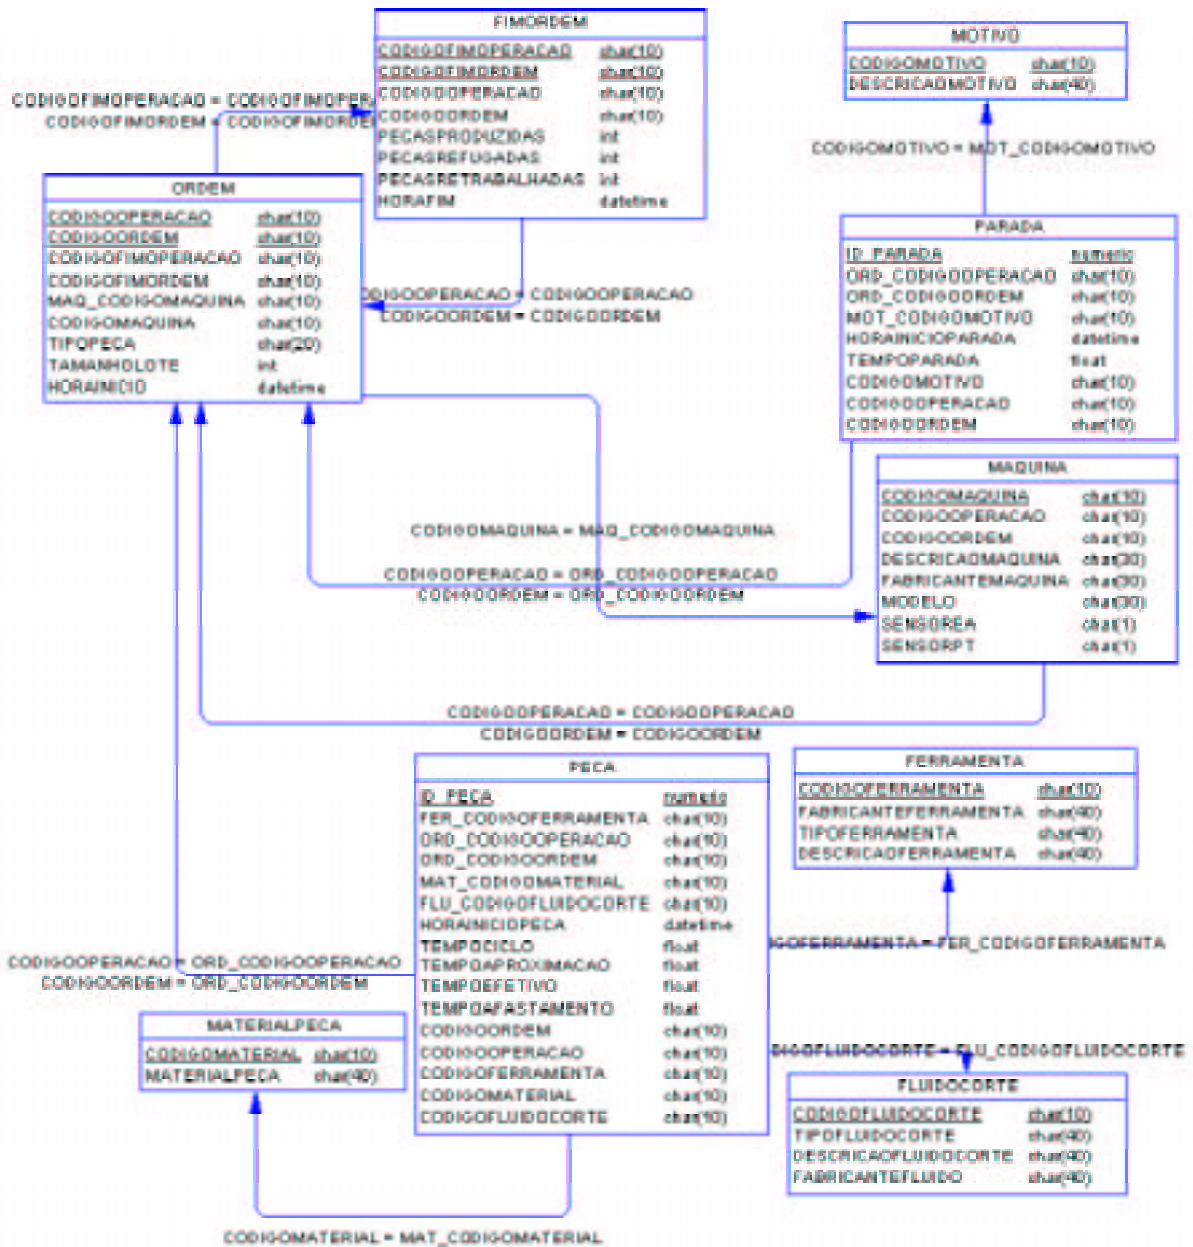 FIMORDEM
CODIGOFIMOPERACAO char(10)
CODIGOFIMORDEM char(10)
CODIGOOPERACAO char(10)
CODIGOORDEM char(10)
PECASPRODUZIDAS int
PECASREFUGADAS int
PECASRETRABALHADAS int
HORAFIM datetime
MOTIVO
CODIGOMOTIVO char(10)
DESCRICAOMOTIVO char(40)
CODIGOFIMOPERACAO = CODIGOFIMOPERA
CODIGOFIMORDEM = CODIGOFIMORDEM
CODIGOMOTIVO = MOT_CODIGOMOTIVO
ORDEM
CODIGOOPERACAO char(10)
CODIGOORDEM char(10)
CODIGOFIMOPERACAO char(10)
CODIGOFIMORDEM char(10)
MAQ_CODIGOMAQUINA char(10)
CODIGOMAQUINA char(10)
TIPOPECA char(20)
TAMANHOLOTE int
HORAINICIO datetime
DIGOOPERACAO = CODIGOOPERACAO
CODIGOORDEM = CODIGOORDEM
PARADA
ID_PARADA numeric
ORD_CODIGOOPERACAO char(10)
ORD_CODIGOORDEM char(10)
MOT_CODIGOMOTIVO char(10)
HORAINICIOPARADA datetime
TEMPOPARADA float
CODIGOMOTIVO char(10)
CODIGOOPERACAO char(10)
CODIGOORDEM char(10)
MAQUINA
CODIGOMAQUINA char(10)
CODIGOOPERACAO char(10)
CODIGOORDEM char(10)
DESCRICAOMAQUINA char(30)
FABRICANTEMAQUINA char(30)
MODELO char(30)
SENSOREA char(1)
SENSORPT char(1)
CODIGOMAQUINA = MAQ_CODIGOMAQUINA
CODIGOOPERACAO = ORD_CODIGOOPERACAO
CODIGOORDEM = ORD_CODIGOORDEM
CODIGOOPERACAO = CODIGOOPERACAO
CODIGOORDEM = CODIGOORDEM
PECA
ID_PECA numeric
FER_CODIGOFERRAMENTA char(10)
ORD_CODIGOOPERACAO char(10)
ORD_CODIGOORDEM char(10)
MAT_CODIGOMATERIAL char(10)
FLU_CODIGOFLUIDOCORTE char(10)
HORAINICIOPECA datetime
TEMPOCICLO float
TEMPOAPROXIMACAO float
TEMPOEFETIVO float
TEMPOAFASTAMENTO float
CODIGOORDEM char(10)
CODIGOOPERACAO char(10)
CODIGOFERRAMENTA char(10)
CODIGOMATERIAL char(10)
CODIGOFLUIDOCORTE char(10)
FERRAMENTA
CODIGOFERRAMENTA char(10)
FABRICANTEFERRAMENTA char(40)
TIPOFERRAMENTA char(40)
DESCRICAOFERRAMENTA char(40)
IGOFERRAMENTA = FER_CODIGOFERRAMENTA
CODIGOOPERACAO = ORD_CODIGOOPERACAO
CODIGOORDEM = ORD_CODIGOORDEM
MATERIALPECA
CODIGOMATERIAL char(10)
MATERIALPECA char(40)
DIGOFLUIDOCORTE = FLU_CODIGOFLUIDOCORTE
FLUIDOCORTE
CODIGOFLUIDOCORTE char(10)
TIPOFLUIDOCORTE char(40)
DESCRICAOFLUIDOCORTE char(40)
FABRICANTEFLUIDO char(40)
CODIGOMATERIAL = MAT_CODIGOMATERIAL